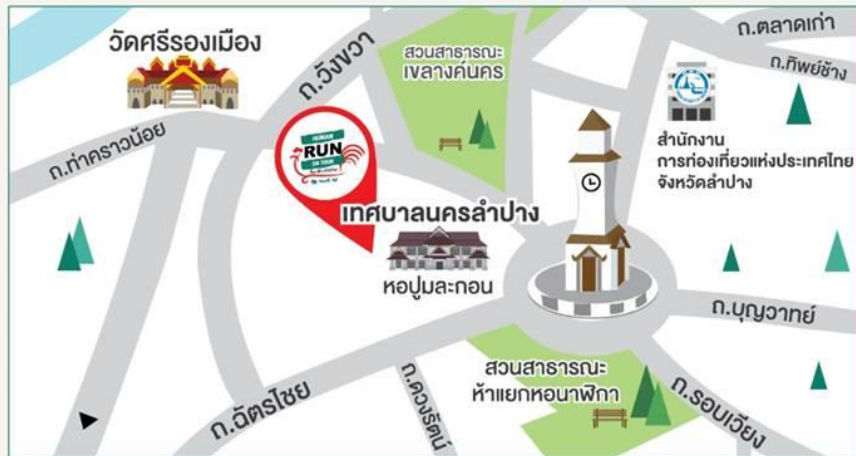 วัดศรีรองเมือง
ถ.วังขวา
สวนสาธารณะ
เขลางค์นคร
ถ.ตลาดเก่า
ถ.ทิพย์ช้าง
ถ.ท่าคราวน้อย
HUMAN
RUN
ON TOUR
สำนักงาน
การท่องเที่ยวแห่งประเทศไทย
จังหวัดลำปาง
เทศบาลนครลำปาง
หอปูมละกอน
ถ.บุญวาทย์
สวนสาธารณะ
ห้าแยกหอนาฬิกา
ถ.ฉัตรไชย
ถ.ดวงรัตน์
ถ.รอบเวียง